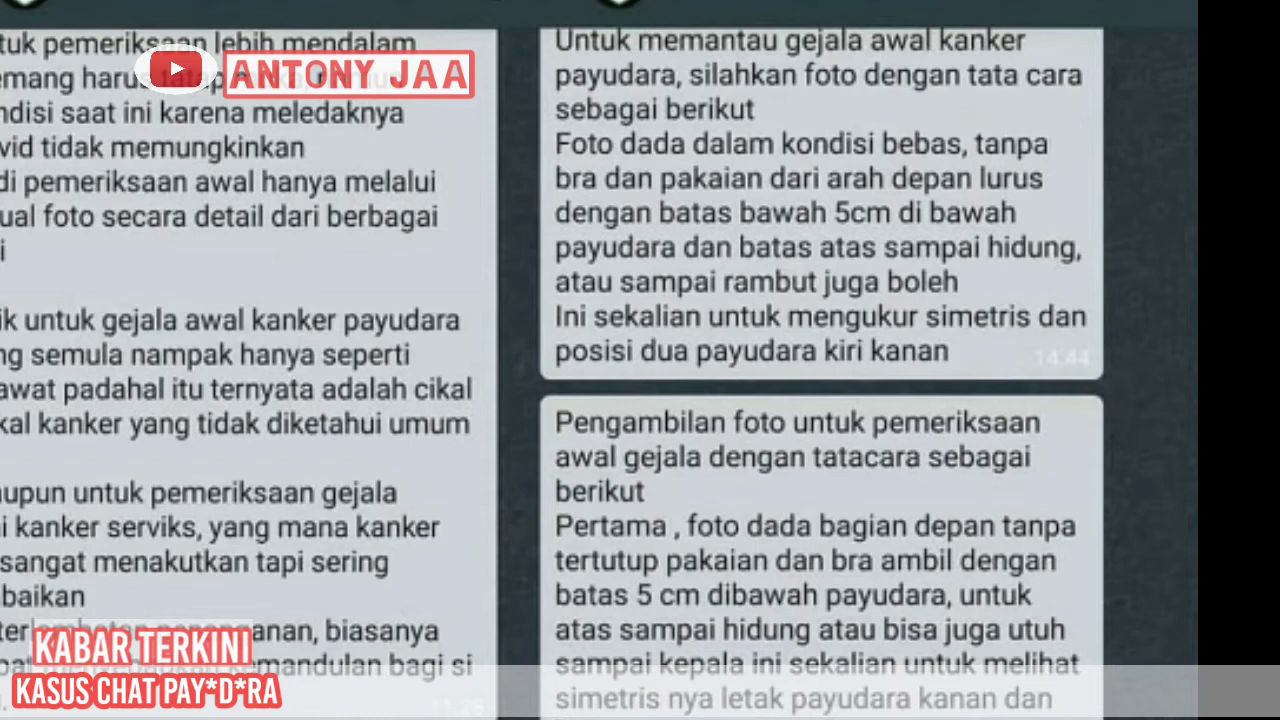 tuk pemeriksaan lebih mendalam
emang harus tatap
ndisi saat ini karena meledaknya
vid tidak memungkinkan
di pemeriksaan awal hanya melalui
ual foto secara detail dari berbagai
i
ik untuk gejala awal kanker payudara
ng semula nampak hanya seperti
awat padahal itu ternyata adalah cikal
kal kanker yang tidak diketahui umum
upun untuk pemeriksaan gejala
i kanker serviks, yang mana kanker
sangat menakutkan tapi sering
baikan
anan, biasanya
mandulan bagi si
11.28
ANTONY JAA
Untuk memantau gejala awal kanker
payudara, silahkan foto dengan tata cara
sebagai berikut
Foto dada dalam kondisi bebas, tanpa
bra dan pakaian dari arah depan lurus
dengan batas bawah 5cm di bawah
payudara dan batas atas sampai hidung,
atau sampai rambut juga boleh
Ini sekalian untuk mengukur simetris dan
posisi dua payudara kiri kanan
14.44
Pengambilan foto untuk pemeriksaan
awal gejala dengan tatacara sebagai
berikut
Pertama , foto dada bagian depan tanpa
tertutup pakaian dan bra ambil dengan
batas 5 cm dibawah payudara, untuk
atas sampai hidung atau bisa juga utuh
sampai kepala ini sekalian untuk melihat
simetris nya letak payudara kanan dan
KABAR TERKINI
KASUS CHAT PAY*D*RA